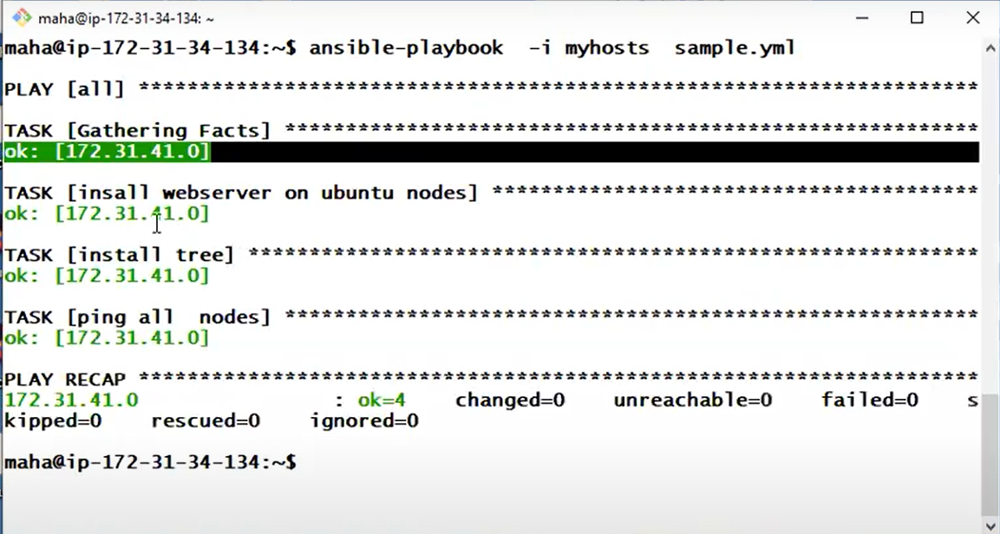 maha@ip-172-31-34-134: ~
maha@ip-172-31-34-134:~$ ansible-playbook  -i myhosts  sample.yml
PLAY [all] *********************************************************************
TASK [Gathering Facts] *********************************************************
ok: [172.31.41.0]
TASK [insall webserver on ubuntu nodes] ****************************************
ok: [172.31.41.0]
TASK [install tree] ************************************************************
ok: [172.31.41.0]
TASK [ping all  nodes] *********************************************************
ok: [172.31.41.0]
PLAY RECAP *********************************************************************
172.31.41.0                : ok=4    changed=0    unreachable=0    failed=0    s
kipped=0    rescued=0    ignored=0
maha@ip-172-31-34-134:~$